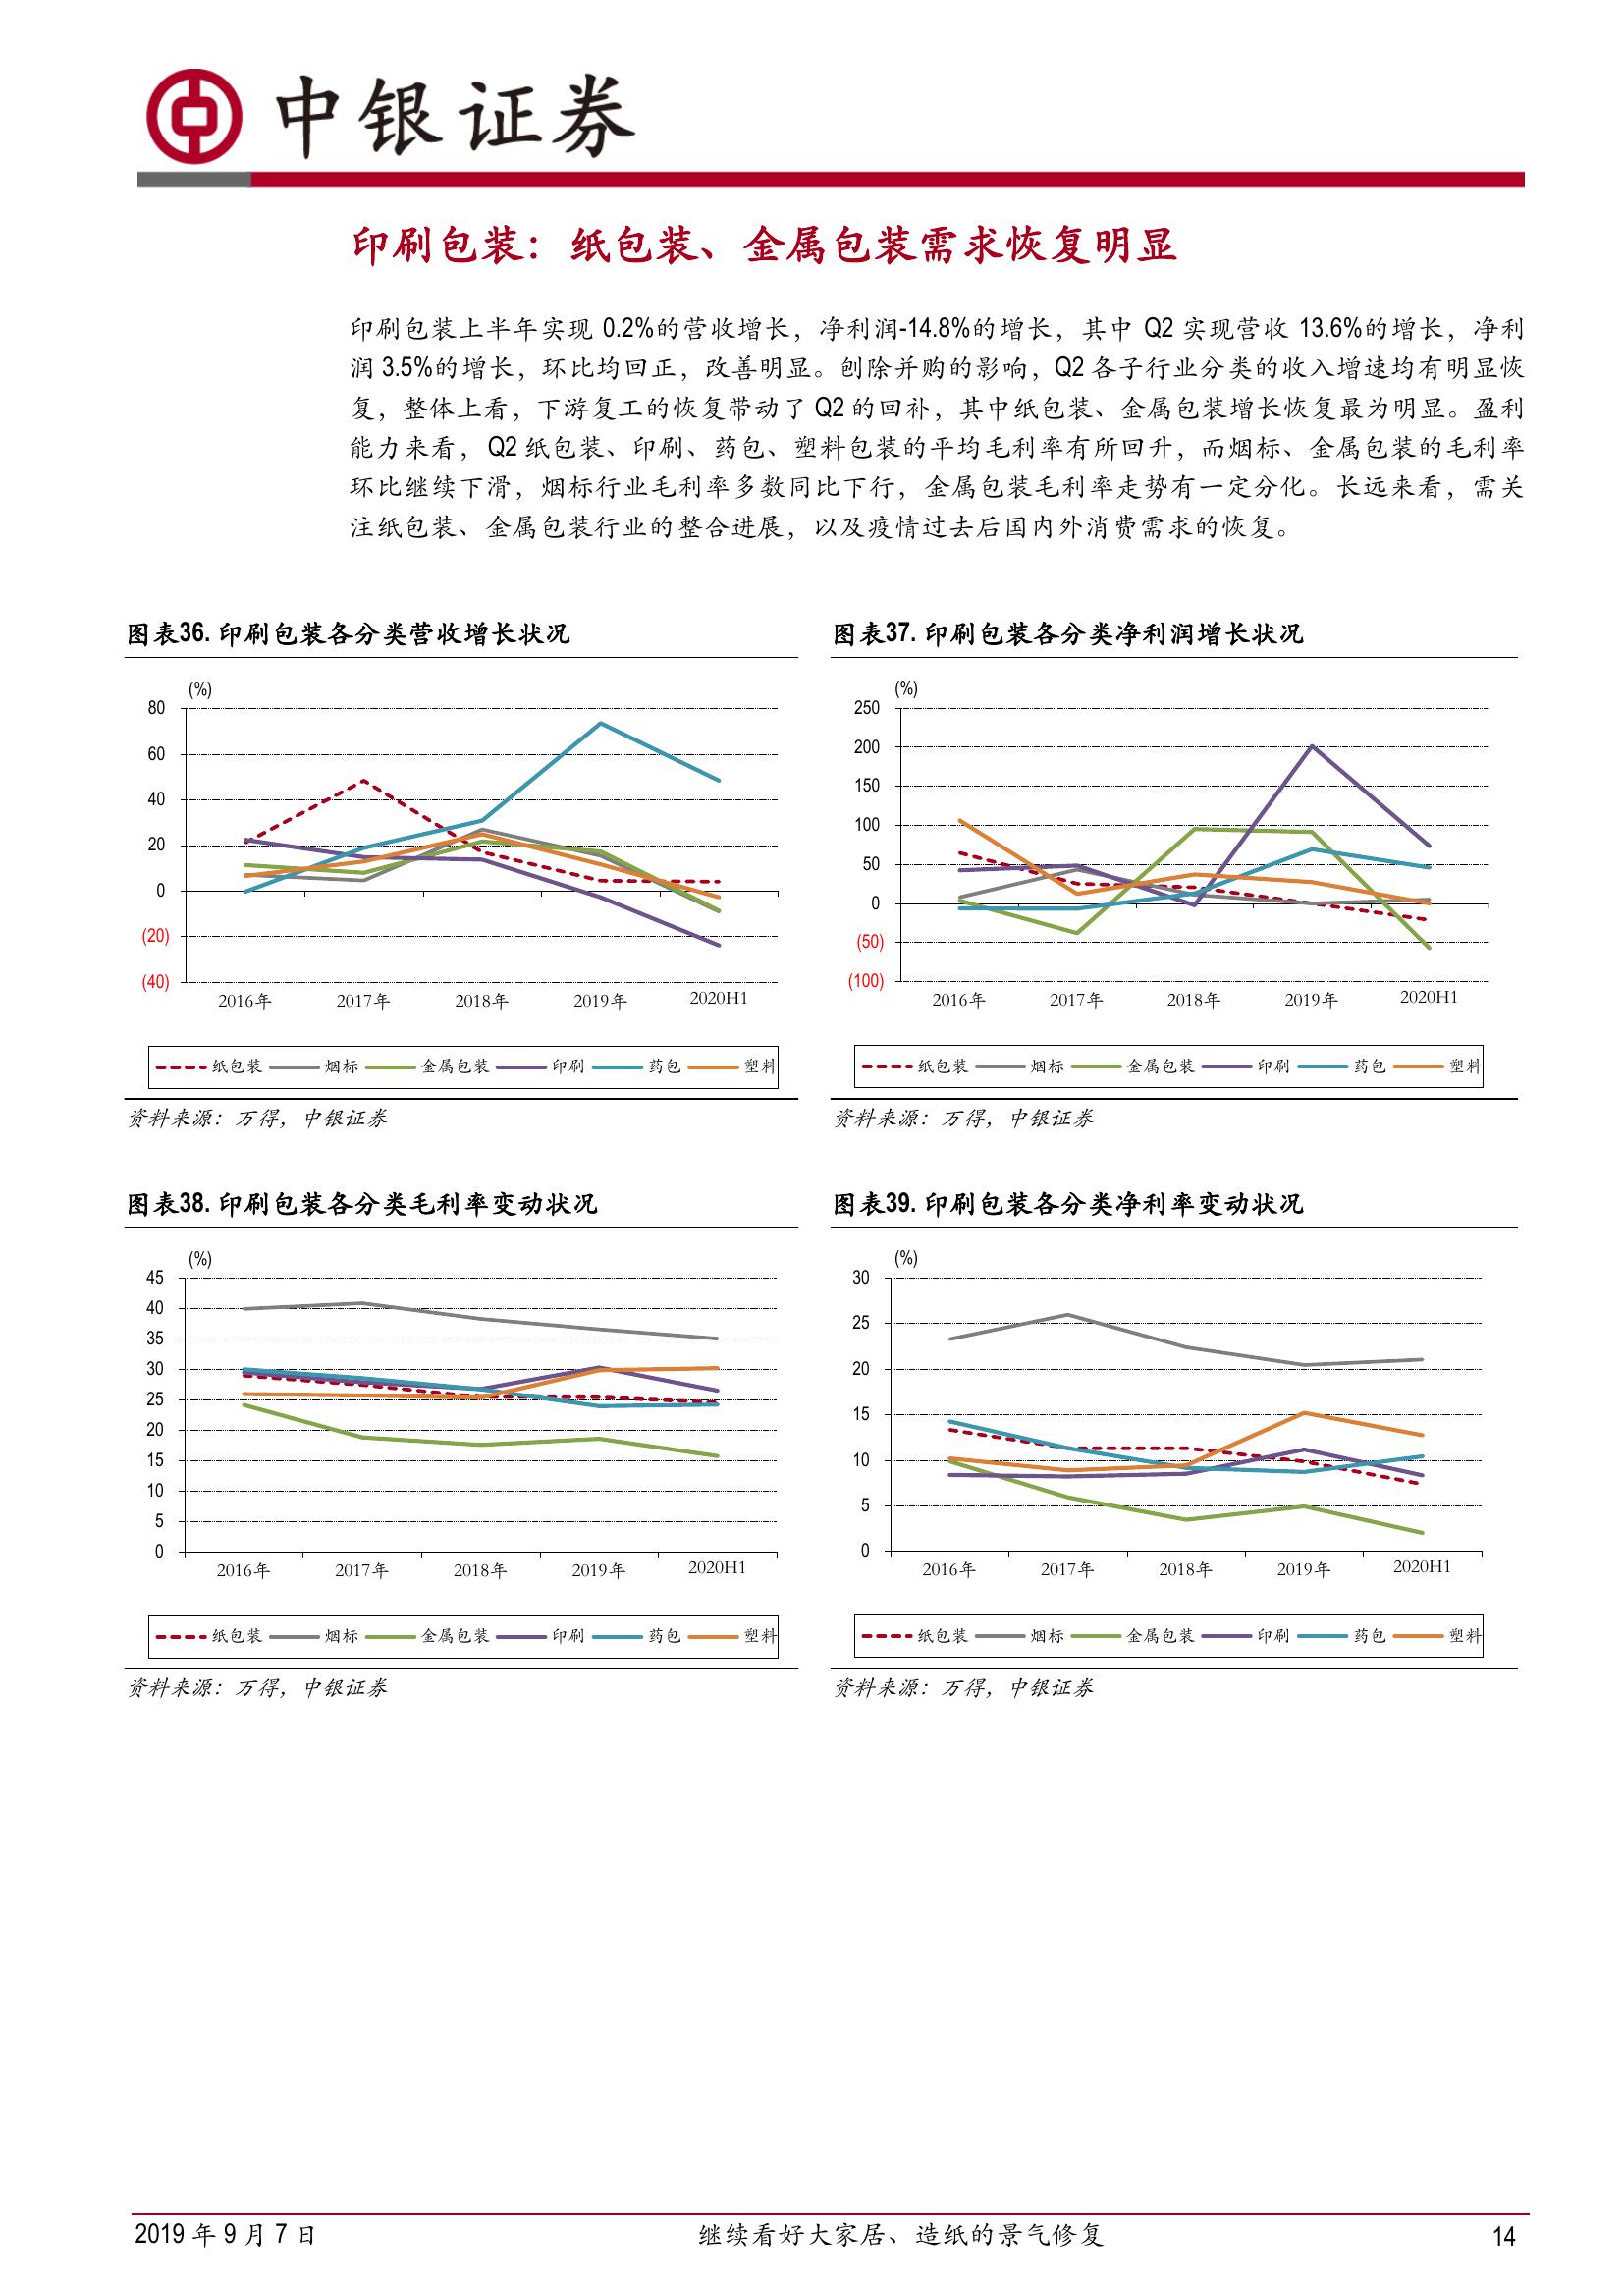 中银证券
印刷包装：纸包装、金属包装需求恢复明显
印刷包装上半年实现 0.2%的营收增长，净利润-14.8%的增长，其中 Q2 实现营收 13.6%的增长，净利
润 3.5%的增长，环比均回正，改善明显。刨除并购的影响，Q2 各子行业分类的收入增速均有明显恢
复，整体上看，下游复工的恢复带动了 Q2 的回补，其中纸包装、金属包装增长恢复最为明显。盈利
能力来看，Q2 纸包装、印刷、药包、塑料包装的平均毛利率有所回升，而烟标、金属包装的毛利率
环比继续下滑，烟标行业毛利率多数同比下行，金属包装毛利率走势有一定分化。长远来看，需关
注纸包装、金属包装行业的整合进展，以及疫情过去后国内外消费需求的恢复。
图表36. 印刷包装各分类营收增长状况
(%)
80
60
40
20
0
(20)
(40)
2016年 2017年 2018年 2019年 2020H1
纸包装 烟标 金属包装 印刷 药包 塑料
资料来源：万得，中银证券
图表37. 印刷包装各分类净利润增长状况
(%)
250
200
150
100
50
0
(50)
(100)
2016年 2017年 2018年 2019年 2020H1
纸包装 烟标 金属包装 印刷 药包 塑料
资料来源：万得，中银证券
图表38. 印刷包装各分类毛利率变动状况
(%)
45
40
35
30
25
20
15
10
5
0
2016年 2017年 2018年 2019年 2020H1
纸包装 烟标 金属包装 印刷 药包 塑料
资料来源：万得，中银证券
图表39. 印刷包装各分类净利率变动状况
(%)
30
25
20
15
10
5
0
2016年 2017年 2018年 2019年 2020H1
纸包装 烟标 金属包装 印刷 药包 塑料
资料来源：万得，中银证券
2019 年 9 月 7 日 继续看好大家居、造纸的景气修复 14